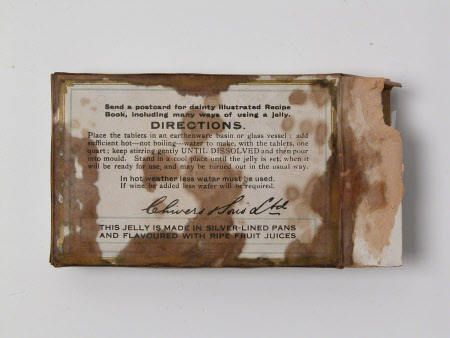 Send a postcard for dainty Illustrated Recipe
Book, including many ways of using a jelly.
DIRECTIONS.
Place the tablets in an earthenware basin or glass vessel: add
sufficient hot—not boiling—water to make, with the tablets, one
quart; keep stirring gently UNTIL DISSOLVED and then pour
into mould. Stand in a cool place until the jelly is set, when it
will be ready for use, and may be turned out in the usual way.
In hot weather less water must be used.
If wine be added less water will be required.
Chivers & Sons Ltd
THIS JELLY IS MADE IN SILVER-LINED PANS
AND FLAVOURED WITH RIPE FRUIT JUICES